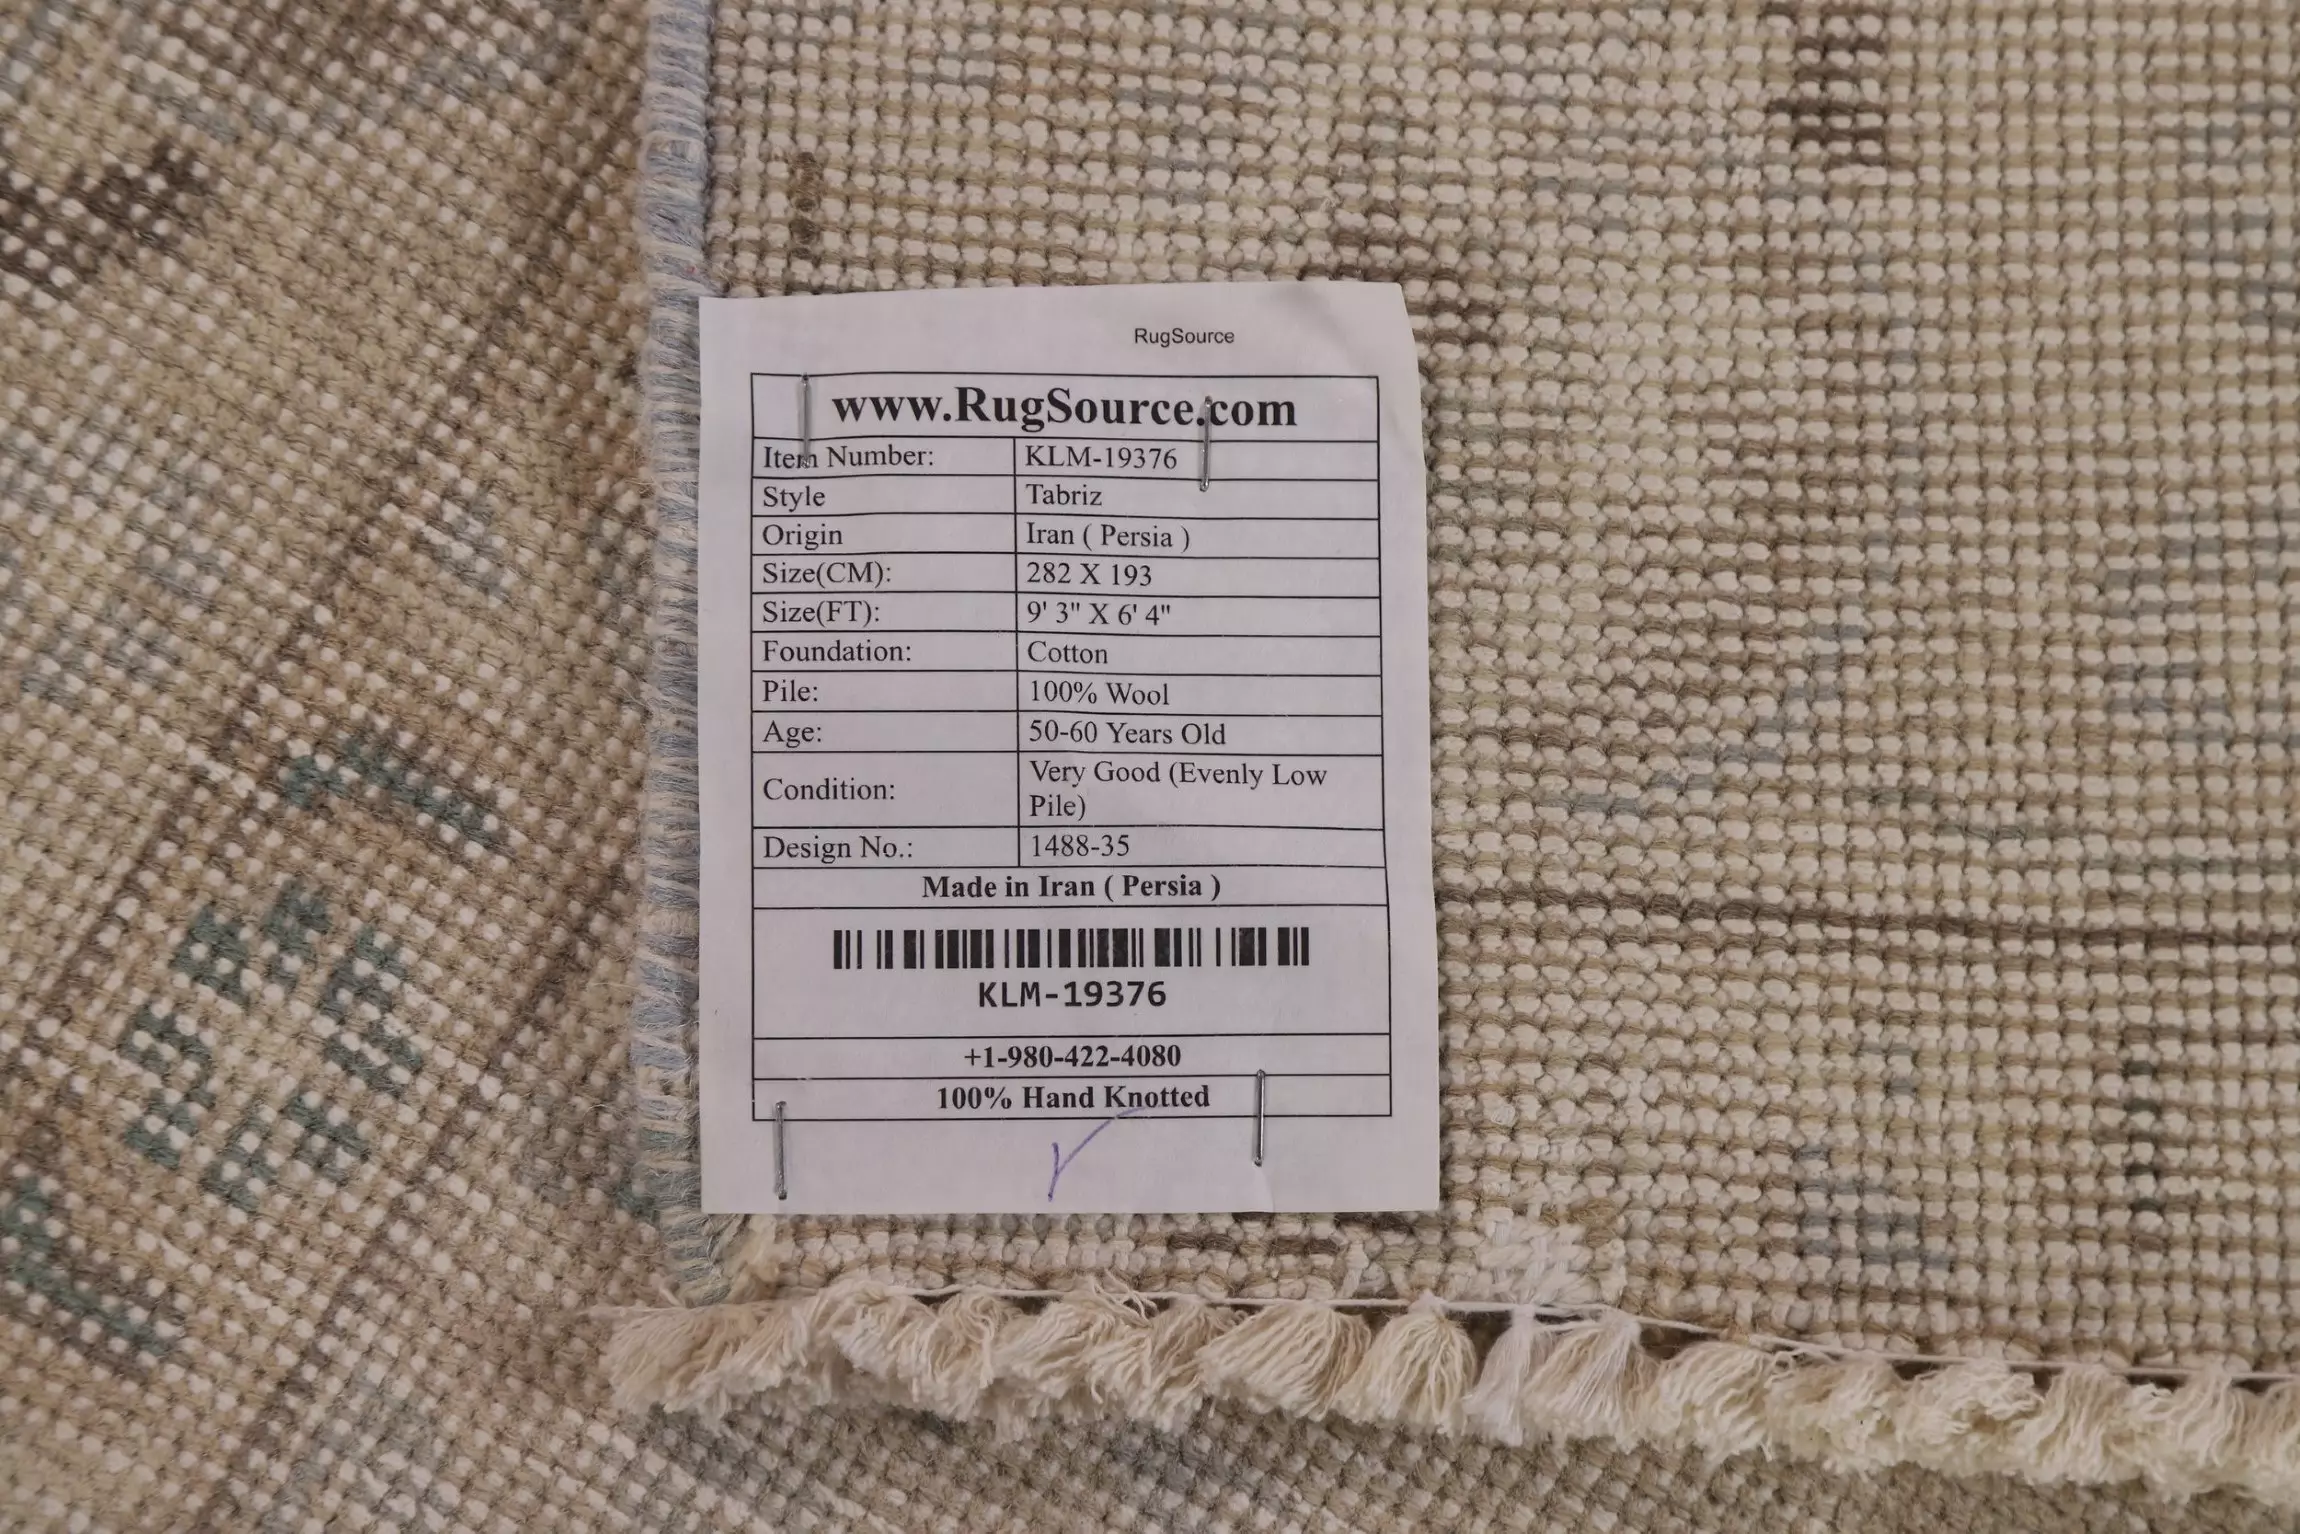 RugSource
www.RugSource.com
Item Number: KLM-19376
Style Tabriz
Origin Iran ( Persia )
Size(CM): 282 X 193
Size(FT): 9' 3" X 6' 4"
Foundation: Cotton
Pile: 100% Wool
Age: 50-60 Years Old
Condition: Very Good (Evenly Low
Pile)
Design No.: 1488-35
Made in Iran ( Persia )
KLM-19376
+1-980-422-4080
100% Hand Knotted